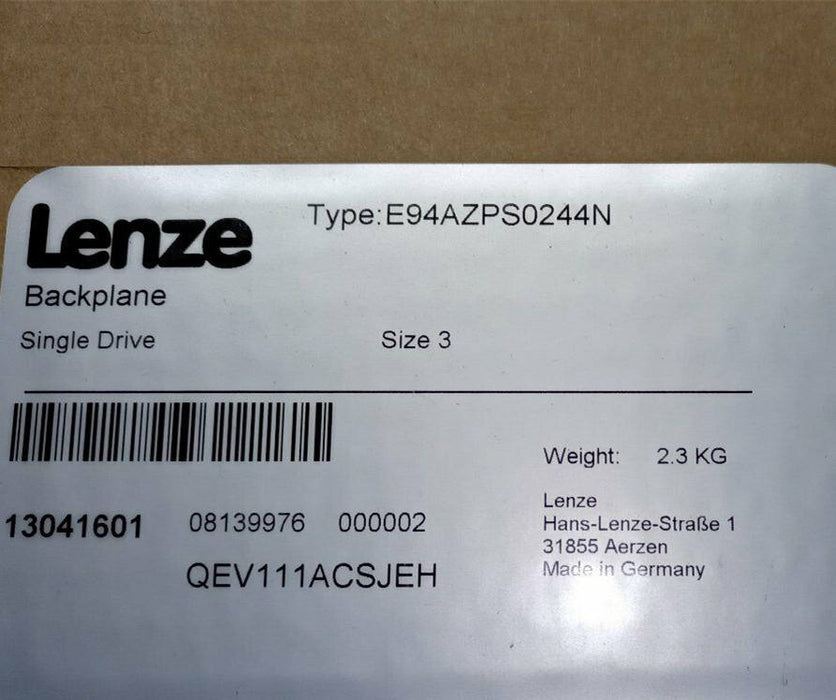 Lenze
Type:E94AZPS0244N
Backplane
Single Drive Size 3
Weight: 2.3 KG
13041601 08139976 000002
QEV111ACSJEH
Lenze
Hans-Lenze-Straße 1
31855 Aerzen
Made in Germany